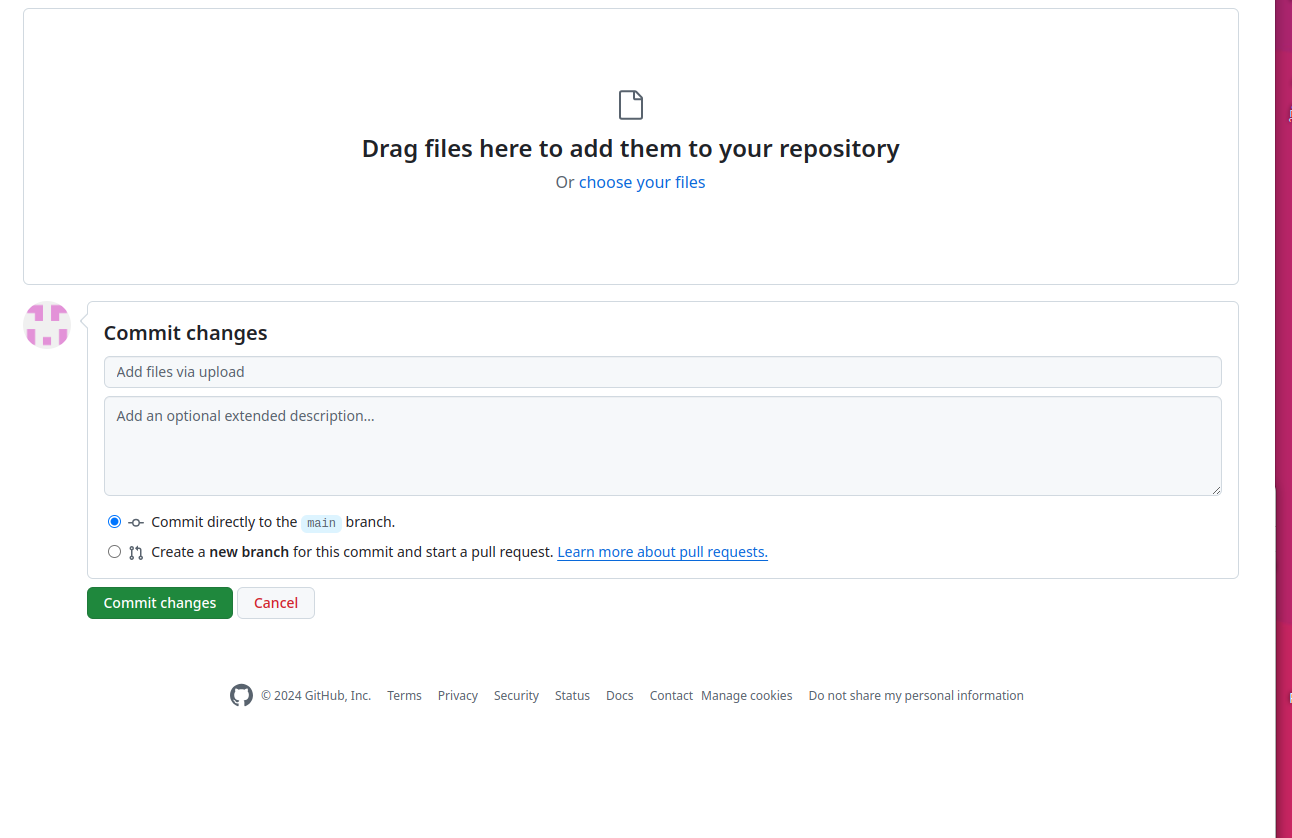 Drag files here to add them to your repository
Or choose your files
Commit changes
Add files via upload
Add an optional extended description...
Commit directly to the main branch.
Create a new branch for this commit and start a pull request. Learn more about pull requests.
Commit changes Cancel
© 2024 GitHub, Inc. Terms Privacy Security Status Docs Contact Manage cookies Do not share my personal information